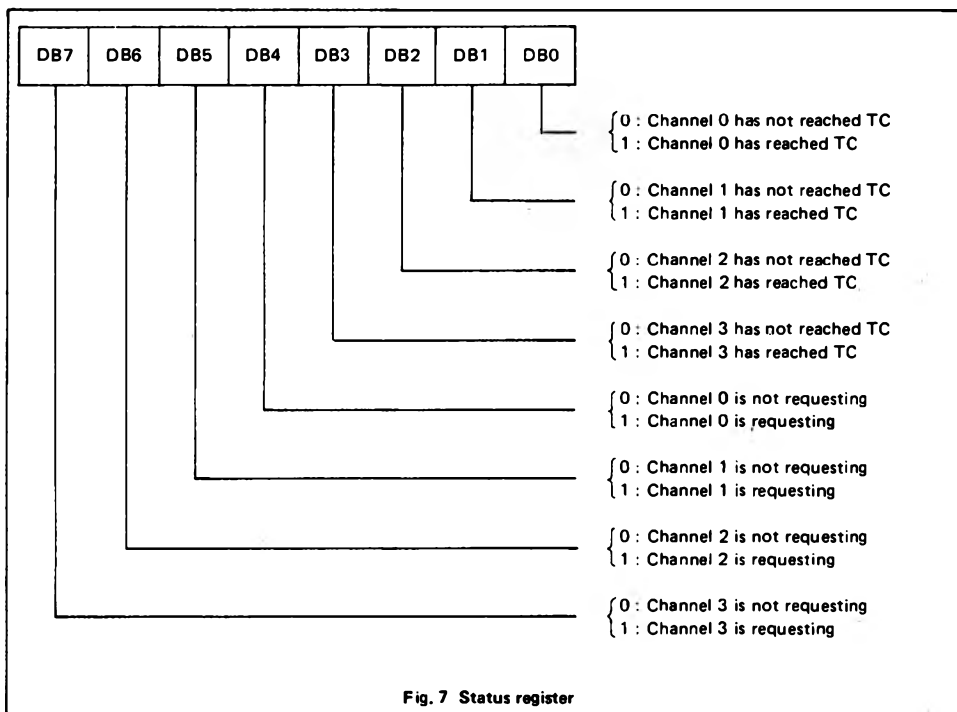 DB7 DB6 DB5 DB4 DB3 DB2 DB1 DB0
0 : Channel 0 has not reached TC
1 : Channel 0 has reached TC
0 : Channel 1 has not reached TC
1 : Channel 1 has reached TC
0 : Channel 2 has not reached TC
1 : Channel 2 has reached TC
0 : Channel 3 has not reached TC
1 : Channel 3 has reached TC
0 : Channel 0 is not requesting
1 : Channel 0 is requesting
0 : Channel 1 is not requesting
1 : Channel 1 is requesting
0 : Channel 2 is not requesting
1 : Channel 2 is requesting
0 : Channel 3 is not requesting
1 : Channel 3 is requesting
Fig. 7 Status register